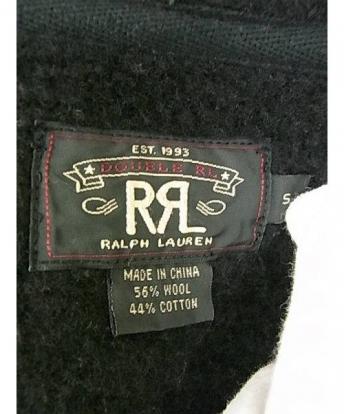 EST. 1993
DOUBLE RL
RRL
RALPH LAUREN
S
MADE IN CHINA
56% WOOL
44% COTTON